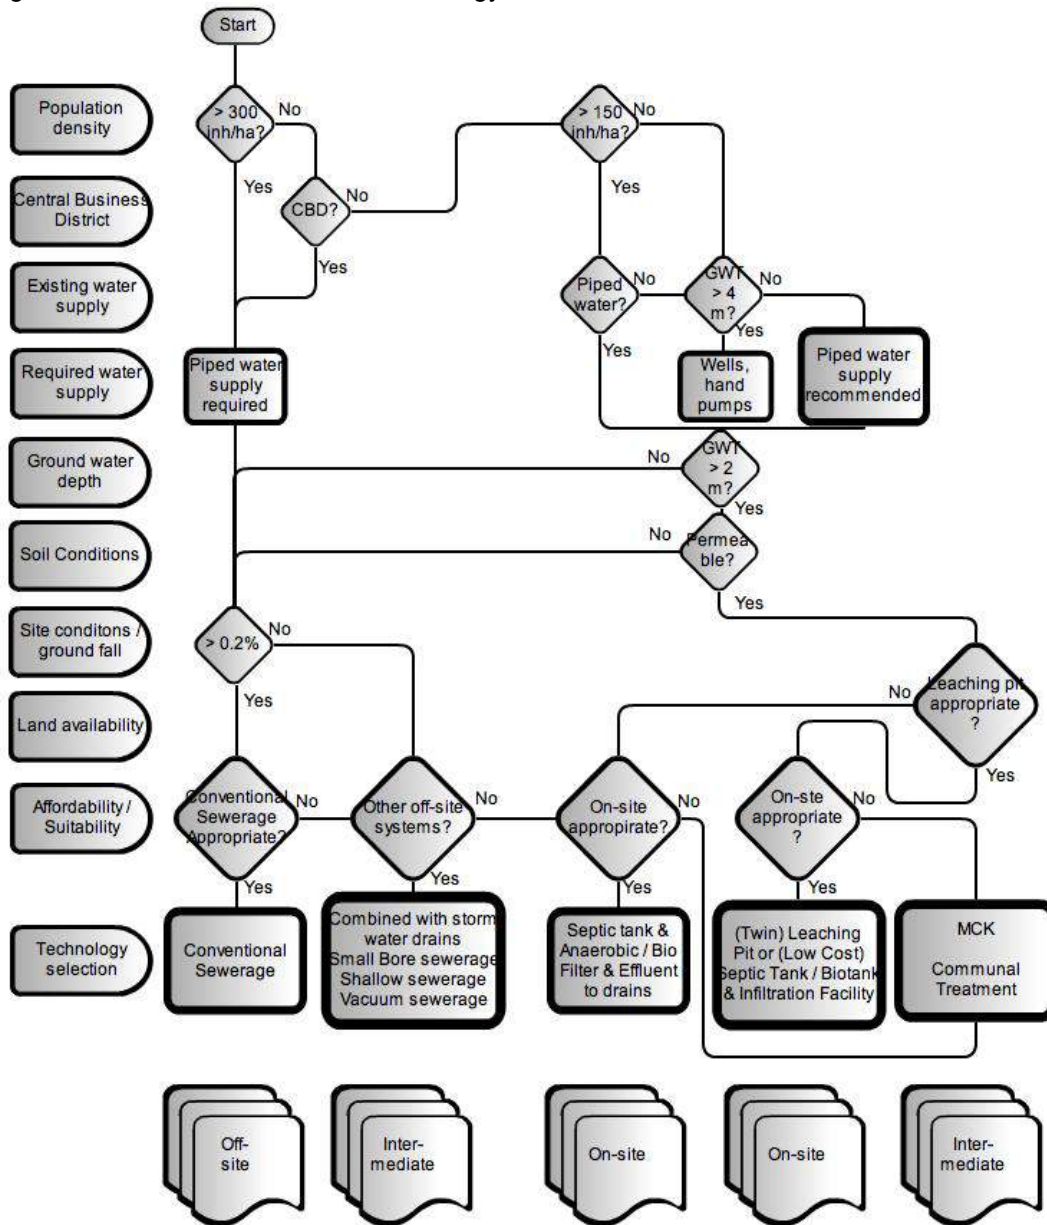 Start
Population
density
> 300
inh/ha?
No
> 150
inh/ha?
No
Yes
Yes
Central Business
District
CBD?
No
Yes
Existing water
supply
Piped
water?
No
GWT
> 4
m?
No
Yes
Yes
Required water
supply
Piped water
supply
required
Wells,
hand
pumps
Piped water
supply
recommended
Ground water
depth
No
GWT
> 2
m?
Yes
Soil Conditions
No
Permea
ble?
Yes
Site conditons /
ground fall
> 0.2%
No
Yes
Land availability
No
Leaching pit
appropriate
?
Yes
Affordability /
Suitability
Conventional
Sewerage
Appropriate?
No
Other off-site
systems?
No
On-site
appropirate?
No
On-ste
appropriate
?
No
Yes
Yes
Yes
Yes
Technology
selection
Conventional
Sewerage
Combined with storm
water drains
Small Bore sewerage
Shallow sewerage
Vacuum sewerage
Septic tank &
Anaerobic / Bio
Filter & Effluent
to drains
(Twin) Leaching
Pit or (Low Cost)
Septic Tank / Biotank
& Infiltration Facility
MCK
Communal
Treatment
Off-
site
Inter-
mediate
On-site
On-site
Inter-
mediate